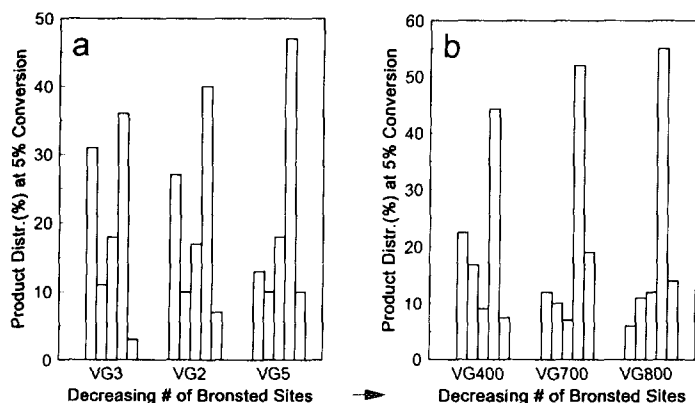 a
Product Distr.(%) at 5% Conversion
50
40
30
20
10
0
VG3 VG2 VG5
Decreasing # of Bronsted Sites
b
Product Distr.(%) at 5% Conversion
60
50
40
30
20
10
0
VG400 VG700 VG800
Decreasing # of Bronsted Sites